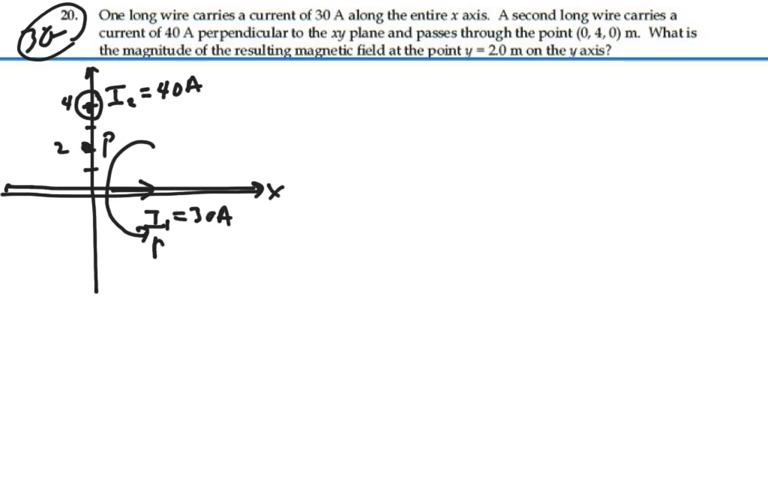 30
20. One long wire carries a current of 30 A along the entire x axis. A second long wire carries a
current of 40 A perpendicular to the xy plane and passes through the point (0, 4, 0) m. What is
the magnitude of the resulting magnetic field at the point y = 2.0 m on the y axis?
4 I₂ = 40A
2 P
x
I₁ = 30A